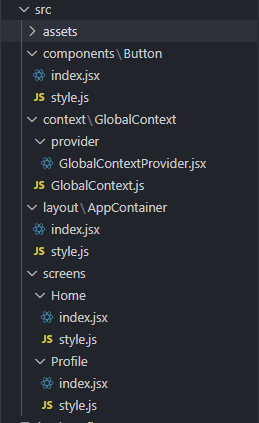 src
assets
components\Button
index.jsx
JS style.js
context\GlobalContext
provider
GlobalContextProvider.jsx
JS GlobalContext.js
layout\AppContainer
index.jsx
JS style.js
screens
Home
index.jsx
JS style.js
Profile
index.jsx
JS style.js